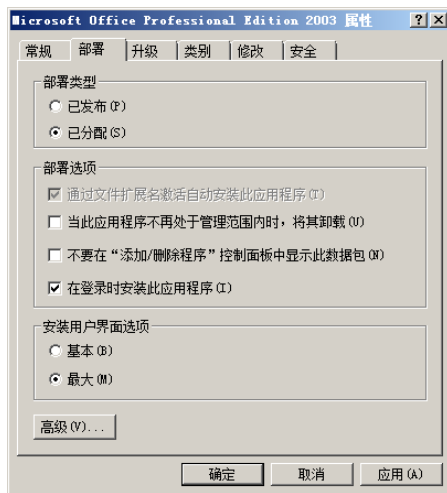 Microsoft Office Professional Edition 2003 属性
常规 部署 升级 类别 修改 安全
部署类型
已发布(P)
已分配(S)
部署选项
通过文件扩展名激活自动安装此应用程序(T)
当此应用程序不再处于管理范围内时，将其卸载(U)
不要在“添加/删除程序”控制面板中显示此数据包(N)
在登录时安装此应用程序(I)
安装用户界面选项
基本(B)
最大(M)
高级(V)...
确定 取消 应用(A)